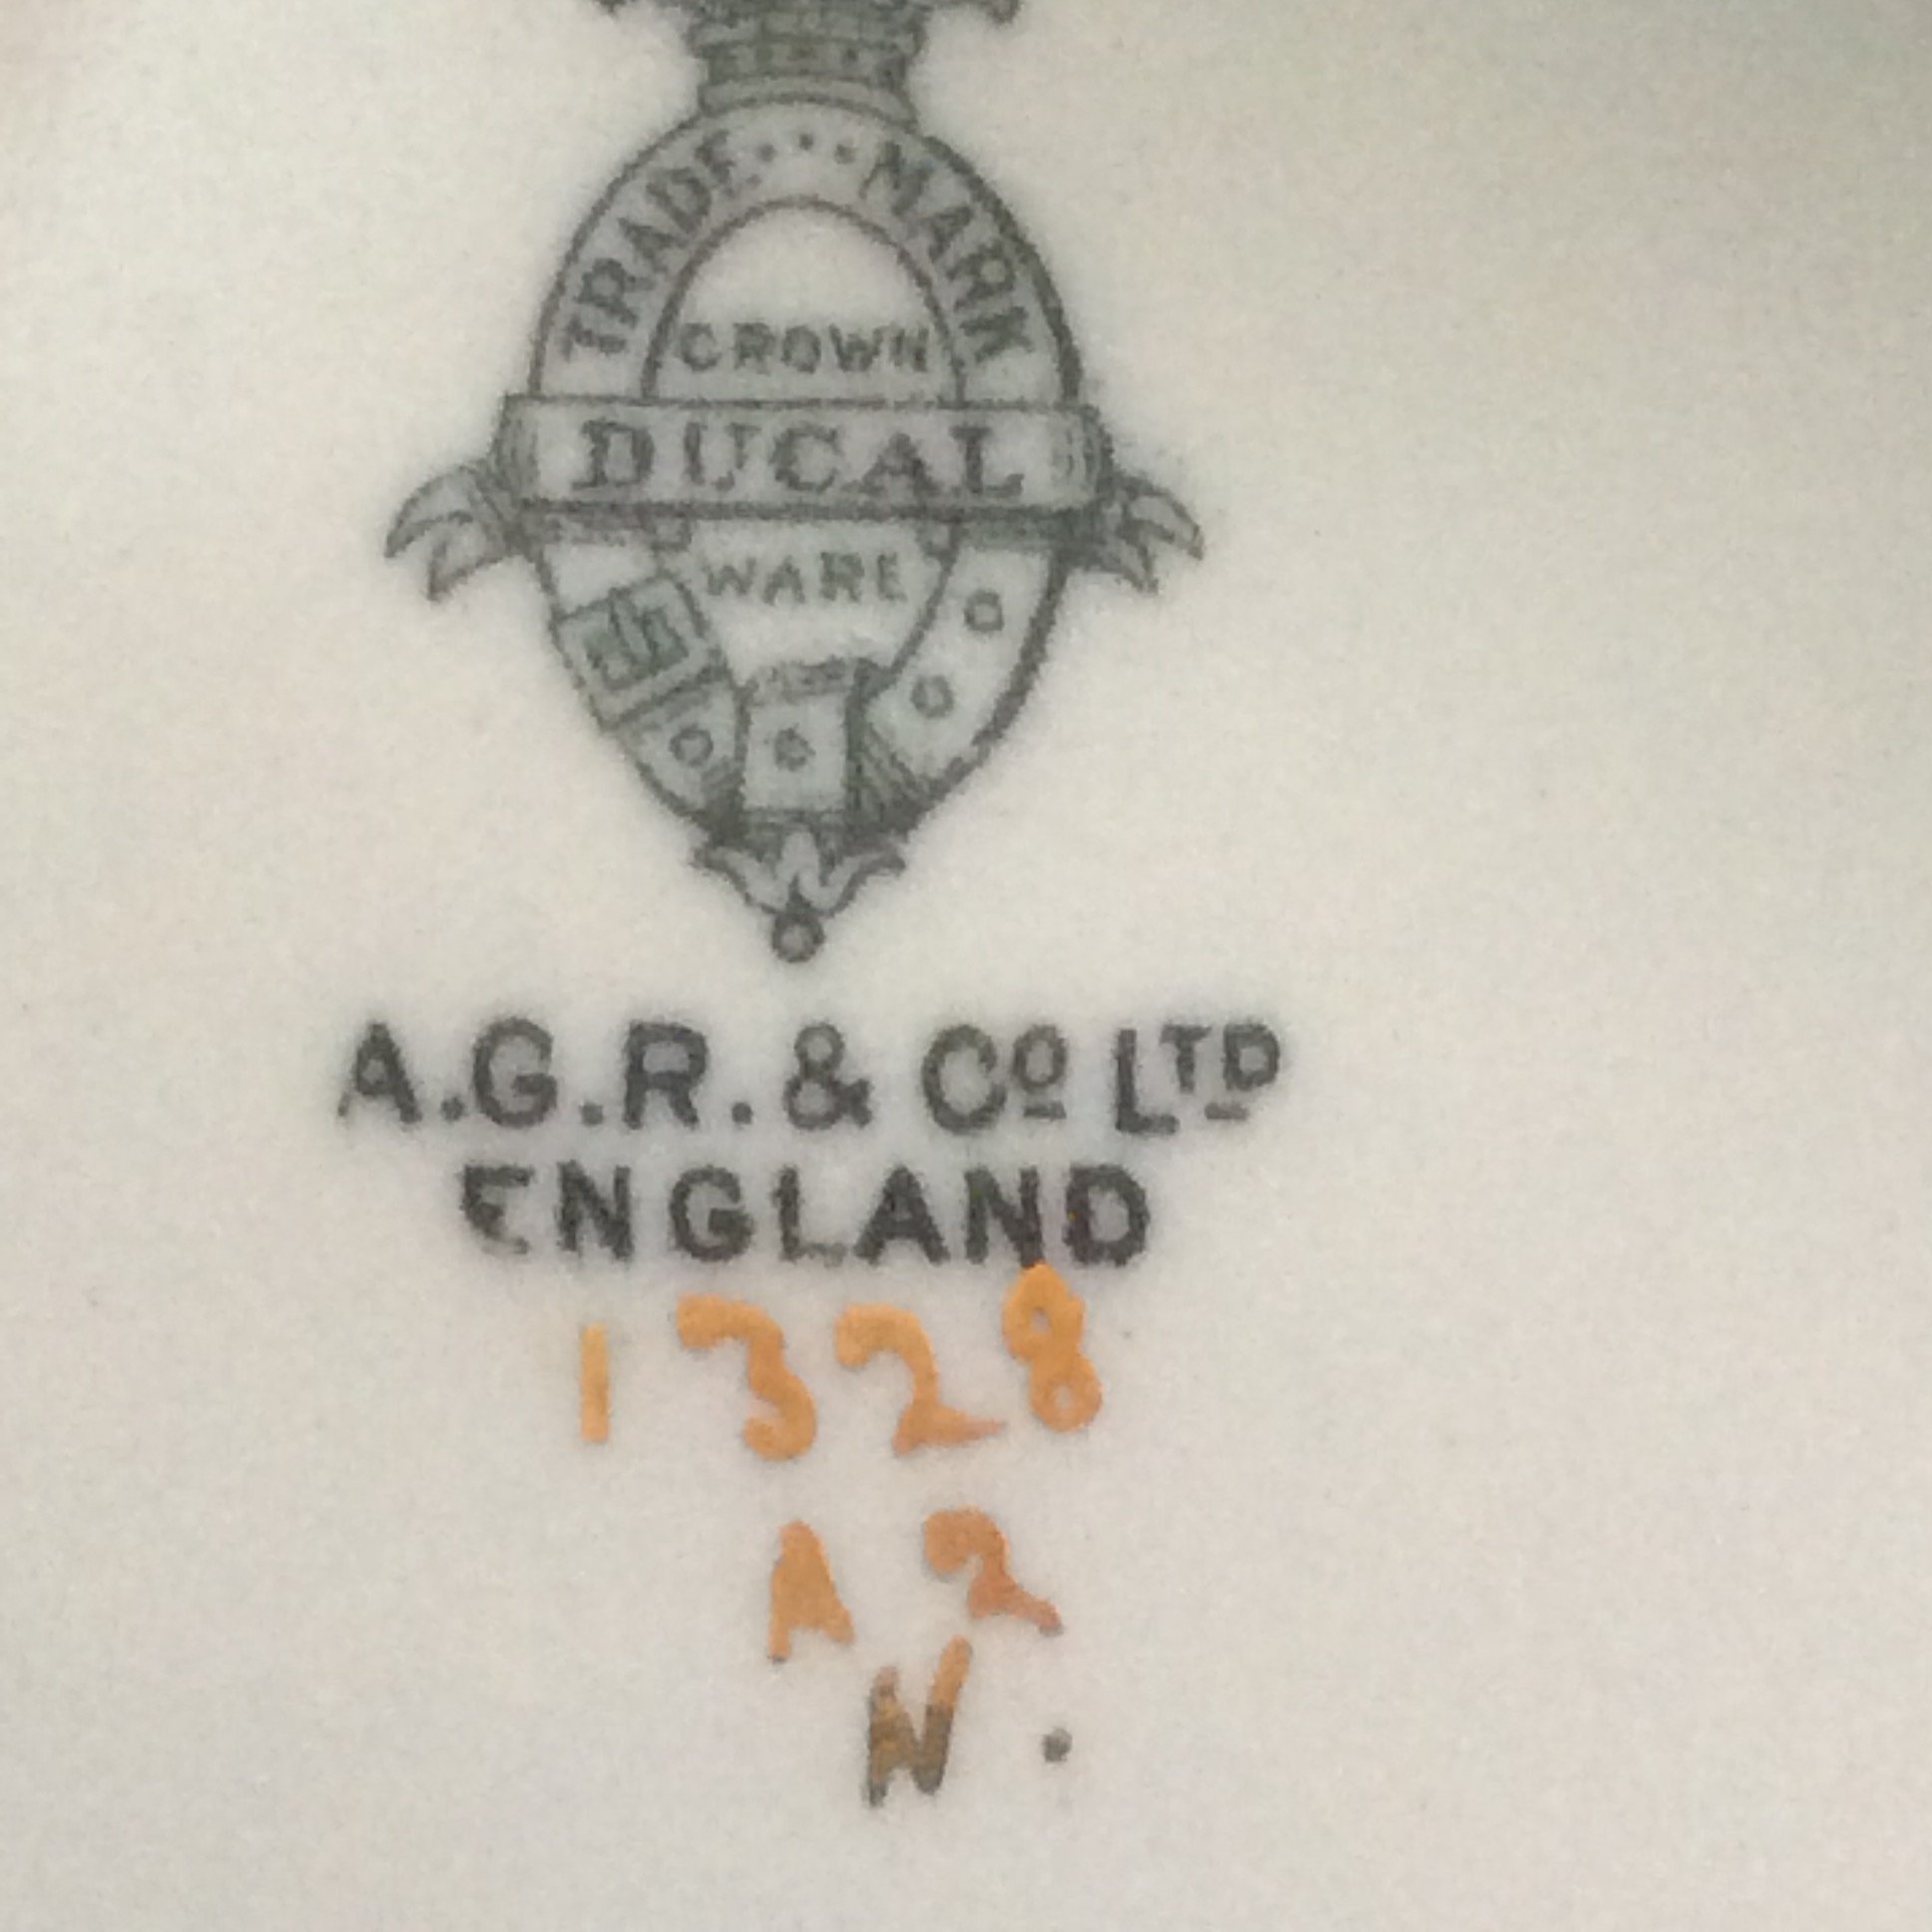 TRADE···MARK
CROWN
DUCAL
WARE
A.G.R. & Cº LTD
ENGLAND
1328
A2
N.